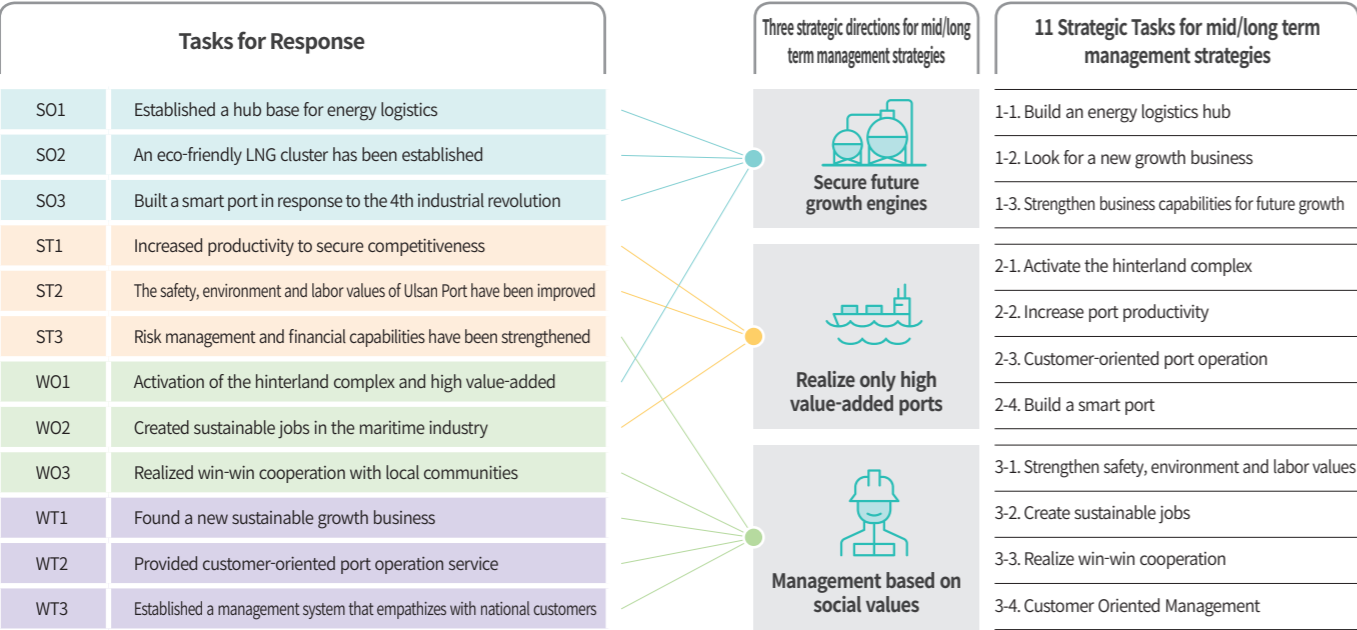 Tasks for Response
SO1 Established a hub base for energy logistics
SO2 An eco-friendly LNG cluster has been established
SO3 Built a smart port in response to the 4th industrial revolution
ST1 Increased productivity to secure competitiveness
ST2 The safety, environment and labor values of Ulsan Port have been improved
ST3 Risk management and financial capabilities have been strengthened
WO1 Activation of the hinterland complex and high value-added
WO2 Created sustainable jobs in the maritime industry
WO3 Realized win-win cooperation with local communities
WT1 Found a new sustainable growth business
WT2 Provided customer-oriented port operation service
WT3 Established a management system that empathizes with national customers
Three strategic directions for mid/long
term management strategies
Secure future
growth engines
Realize only high
value-added ports
Management based on
social values
11 Strategic Tasks for mid/long term
management strategies
1-1. Build an energy logistics hub
1-2. Look for a new growth business
1-3. Strengthen business capabilities for future growth
2-1. Activate the hinterland complex
2-2. Increase port productivity
2-3. Customer-oriented port operation
2-4. Build a smart port
3-1. Strengthen safety, environment and labor values
3-2. Create sustainable jobs
3-3. Realize win-win cooperation
3-4. Customer Oriented Management